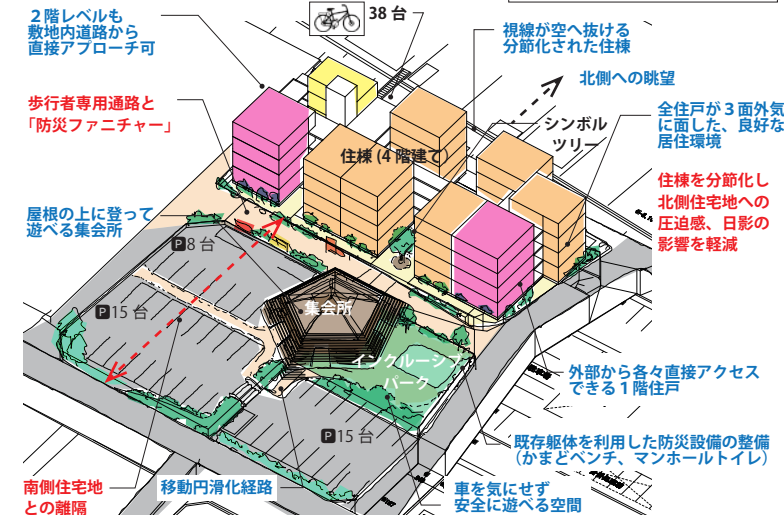 ２階レベルも
敷地内道路から
直接アプローチ可
38 台
視線が空へ抜ける
分節化された住棟
北側への眺望
歩行者専用通路と
「防災ファニチャー」
シンボル
ツリー
全住戸が３面外気
に面した、良好な
居住環境
住棟 (4 階建て)
住棟を分節化し
北側住宅地への
圧迫感、日影の
影響を軽減
屋根の上に登って
遊べる集会所
P8 台
P15 台
集会所
インクルーシブ
パーク
外部から各々直接アクセス
できる１階住戸
P15 台
既存躯体を利用した防災設備の整備
（かまどベンチ、マンホールトイレ）
南側住宅地
との離隔
移動円滑化経路
車を気にせず
安全に遊べる空間